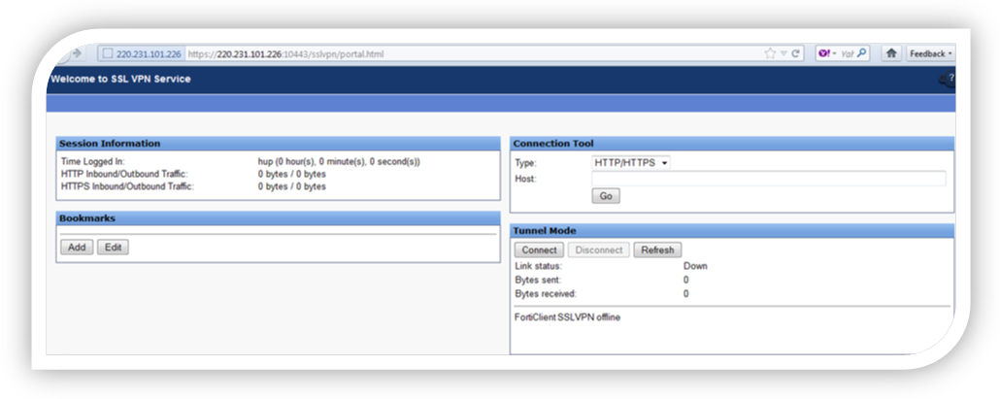 220.231.101.226 https://220.231.101.226:10443/sslvpn/portal.html Yaf Feedback
Welcome to SSL VPN Service
?
Session Information
Time Logged In: hup (0 hour(s), 0 minute(s), 0 second(s))
HTTP Inbound/Outbound Traffic: 0 bytes / 0 bytes
HTTPS Inbound/Outbound Traffic: 0 bytes / 0 bytes
Bookmarks
Add Edit
Connection Tool
Type: HTTP/HTTPS
Host:
Go
Tunnel Mode
Connect Disconnect Refresh
Link status: Down
Bytes sent: 0
Bytes received: 0
FortiClient SSLVPN offline